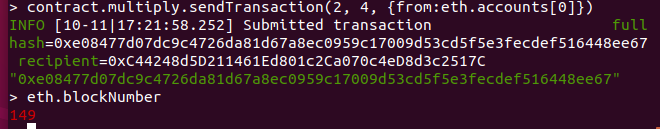 > contract.multiply.sendTransaction(2, 4, {from:eth.accounts[0]})
INFO [10-11|17:21:58.252] Submitted transaction full
hash=0xe08477d07dc9c4726da81d67a8ec0959c17009d53cd5f5e3fecdef516448ee67
recipient=0xC44248d5D211461Ed801c2Ca070c4eD8d3c2517C
"0xe08477d07dc9c4726da81d67a8ec0959c17009d53cd5f5e3fecdef516448ee67"
> eth.blockNumber
149